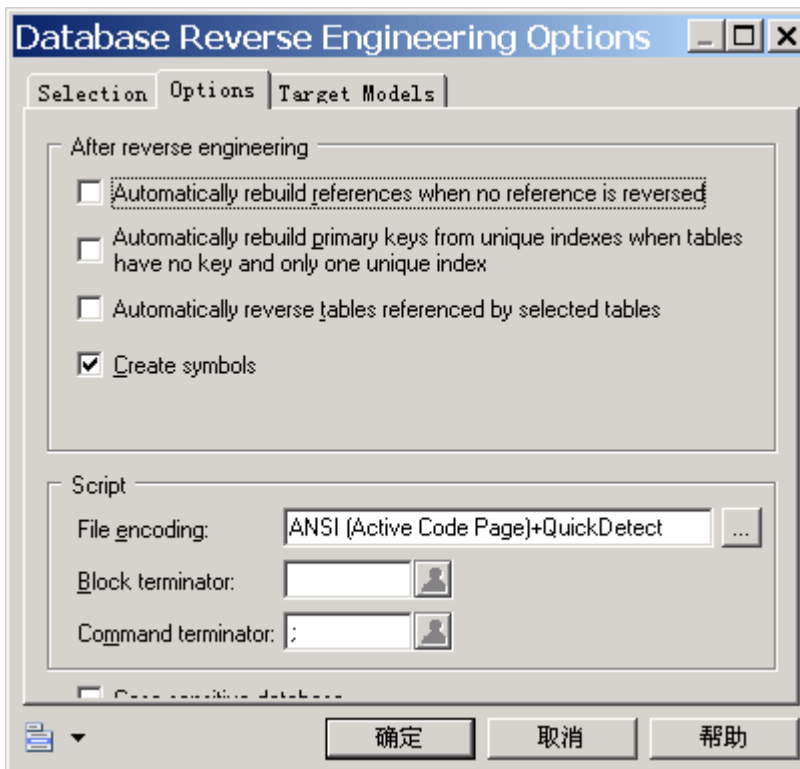 Database Reverse Engineering Options
Selection Options Target Models
After reverse engineering
Automatically rebuild references when no reference is reversed
Automatically rebuild primary keys from unique indexes when tables
have no key and only one unique index
Automatically reverse tables referenced by selected tables
Create symbols
Script
File encoding: ANSI (Active Code Page)+QuickDetect ...
Block terminator:
Command terminator: ;
Case sensitive database
确定 取消 帮助